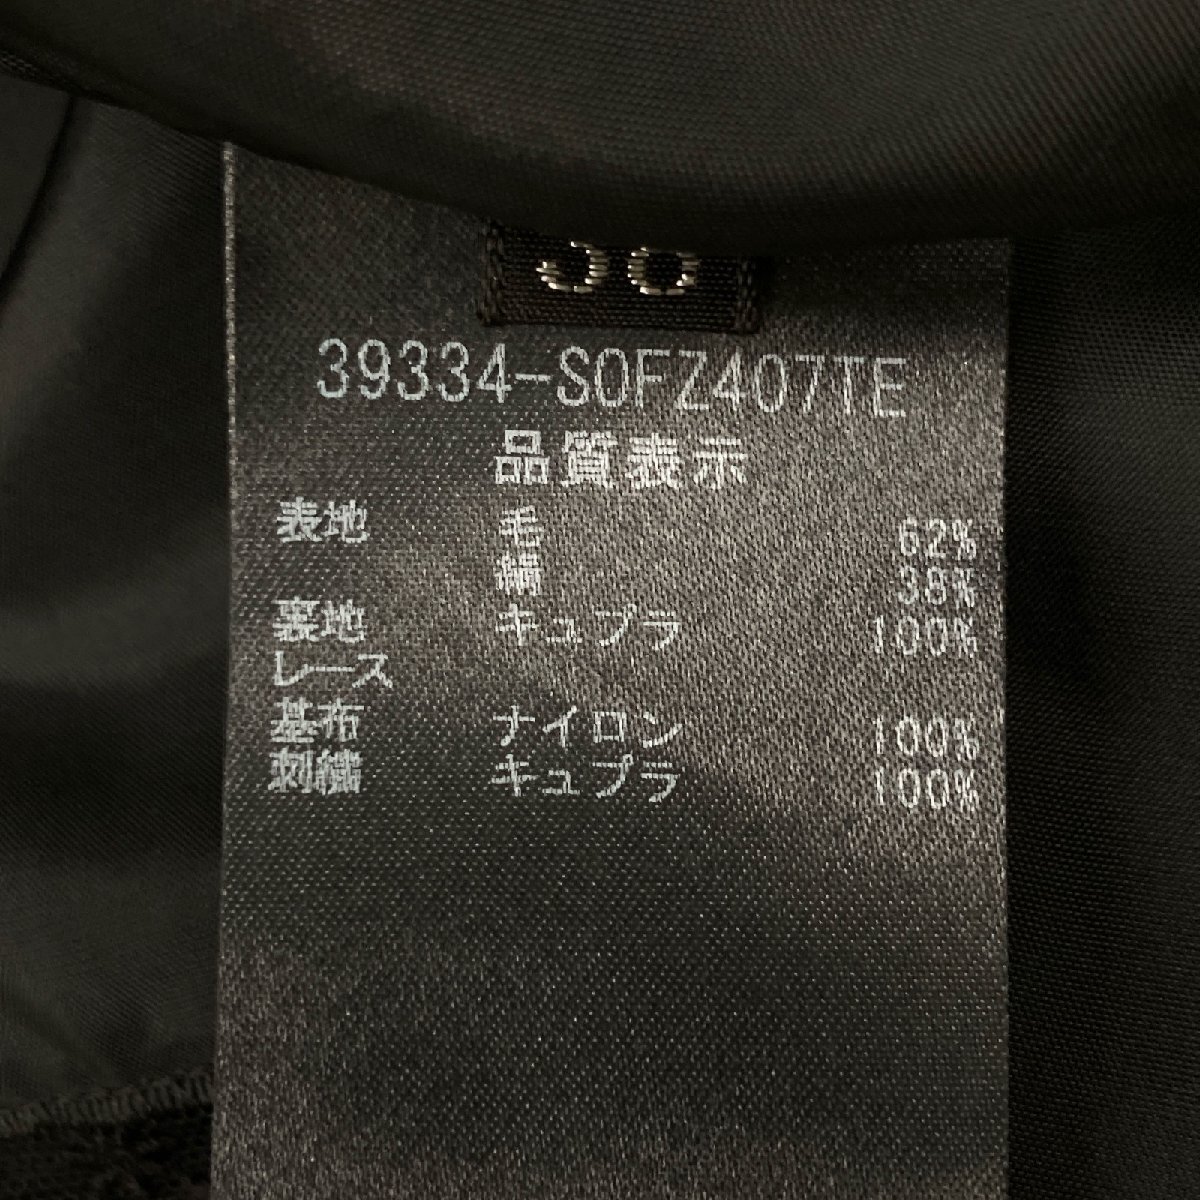 39334-S0FZ407TE
品質表示
表地 毛 62%
絹 38%
裏地 キュプラ 100%
レース
基布 ナイロン 100%
刺繍 キュプラ 100%